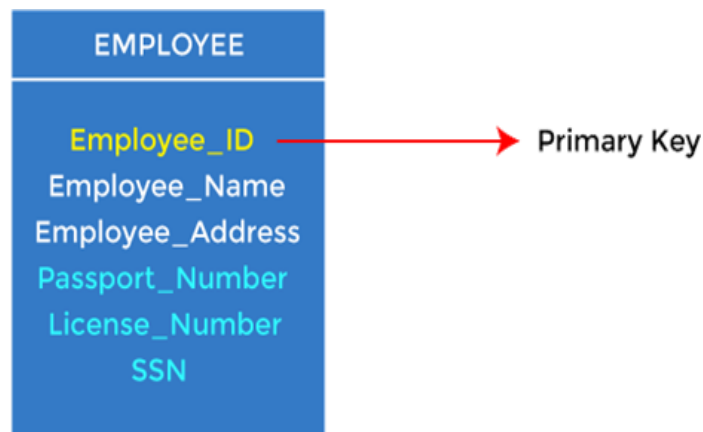 EMPLOYEE
Employee_ID
Primary Key
Employee_Name
Employee_Address
Passport_Number
License_Number
SSN